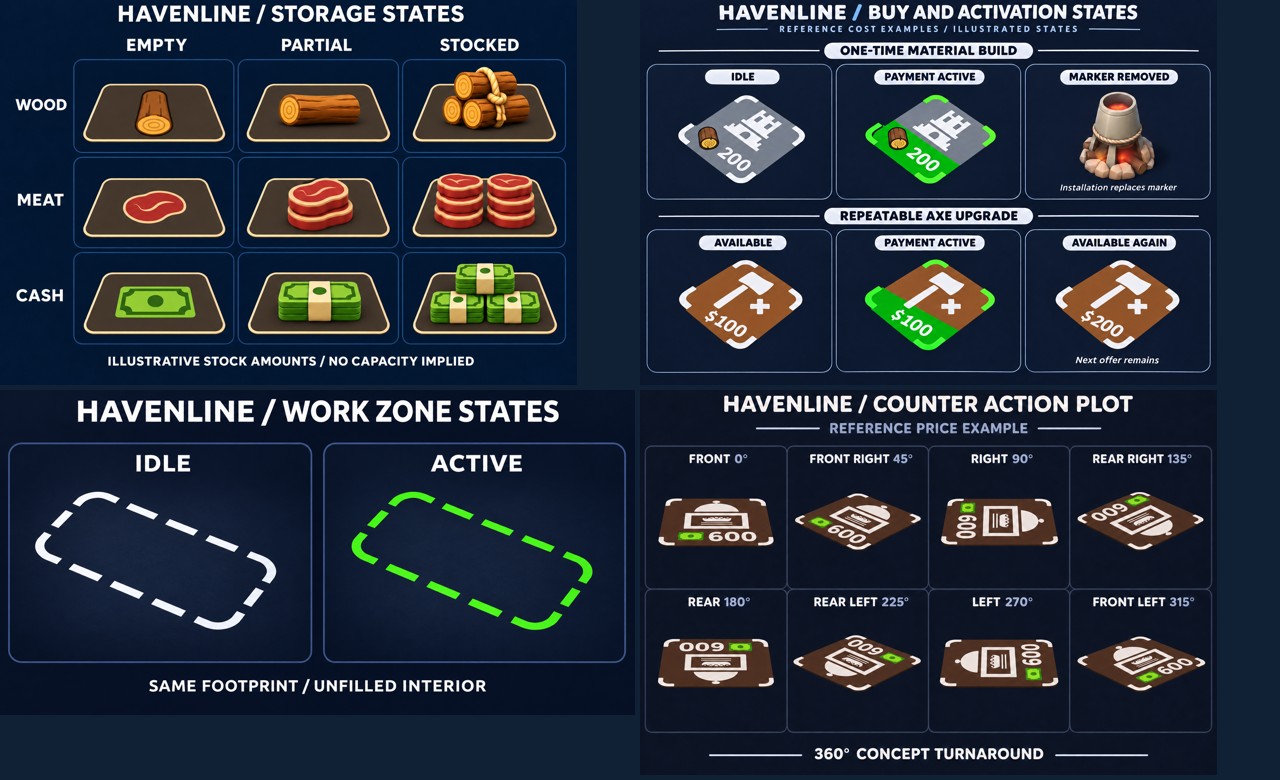 HAVENLINE / STORAGE STATES
EMPTY PARTIAL STOCKED
WOOD
MEAT
CASH
ILLUSTRATIVE STOCK AMOUNTS / NO CAPACITY IMPLIED
HAVENLINE / BUY AND ACTIVATION STATES
REFERENCE COST EXAMPLES / ILLUSTRATED STATES
ONE-TIME MATERIAL BUILD
IDLE PAYMENT ACTIVE MARKER REMOVED
200 200
Installation replaces marker
REPEATABLE AXE UPGRADE
AVAILABLE PAYMENT ACTIVE AVAILABLE AGAIN
$100 $100 $200
Next offer remains
HAVENLINE / WORK ZONE STATES
IDLE ACTIVE
SAME FOOTPRINT / UNFILLED INTERIOR
HAVENLINE / COUNTER ACTION PLOT
REFERENCE PRICE EXAMPLE
FRONT 0° FRONT RIGHT 45° RIGHT 90° REAR RIGHT 135°
600 600 600 600
REAR 180° REAR LEFT 225° LEFT 270° FRONT LEFT 315°
600 600 600 600
360° CONCEPT TURNAROUND